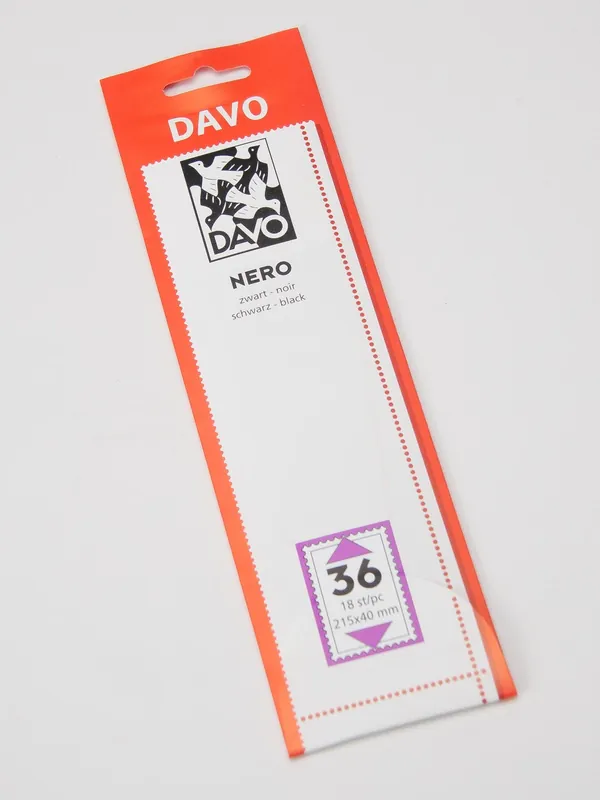 DAVO
DAVO
NERO
zwart - noir
schwarz - black
36
18 st/pc
215x40 mm